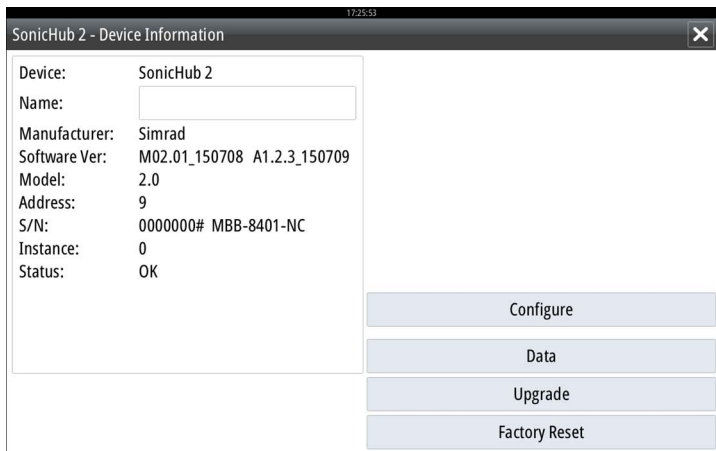 17:25:53
SonicHub 2 - Device Information
Device: SonicHub 2
Name:
Manufacturer: Simrad
Software Ver: M02.01_150708 A1.2.3_150709
Model: 2.0
Address: 9
S/N: 0000000# MBB-8401-NC
Instance: 0
Status: OK
Configure
Data
Upgrade
Factory Reset